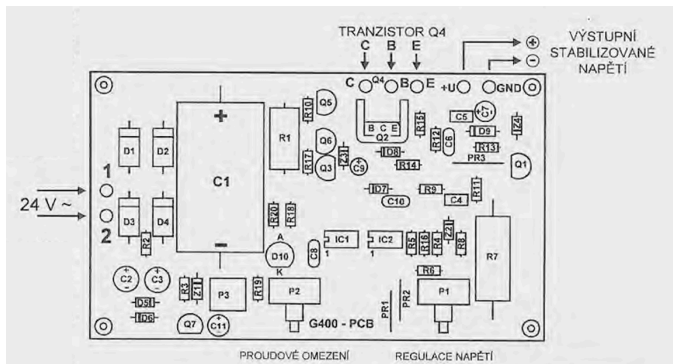 TRANZISTOR Q4
C B E
VÝSTUPNÍ
STABILIZOVANÉ
NAPĚTÍ
+
-
C Q4 B E
+U GND
R10 Q5
C5 C7
R15
D9 IZ4
R1
Q6
B C E
Q2
R12 C6
R13
D1 D2
+
C1
-
R17 Q3
Z3
C9
D8
R14
PR3
Q1
1
24 V ~
2
D7
R9
C10
C4
R11
D3 D4
R2
R20 R18
A
D10
K
C8
IC1
1
IC2
1
R5 R16 R4 Z2 R8
R7
R6
C2 C3
R3 Z11
P3
R19
P2
PR1
PR2
P1
D5
D6
Q7
C11
G400 - PCB
PROUDOVÉ OMEZENÍ REGULACE NAPĚTÍ